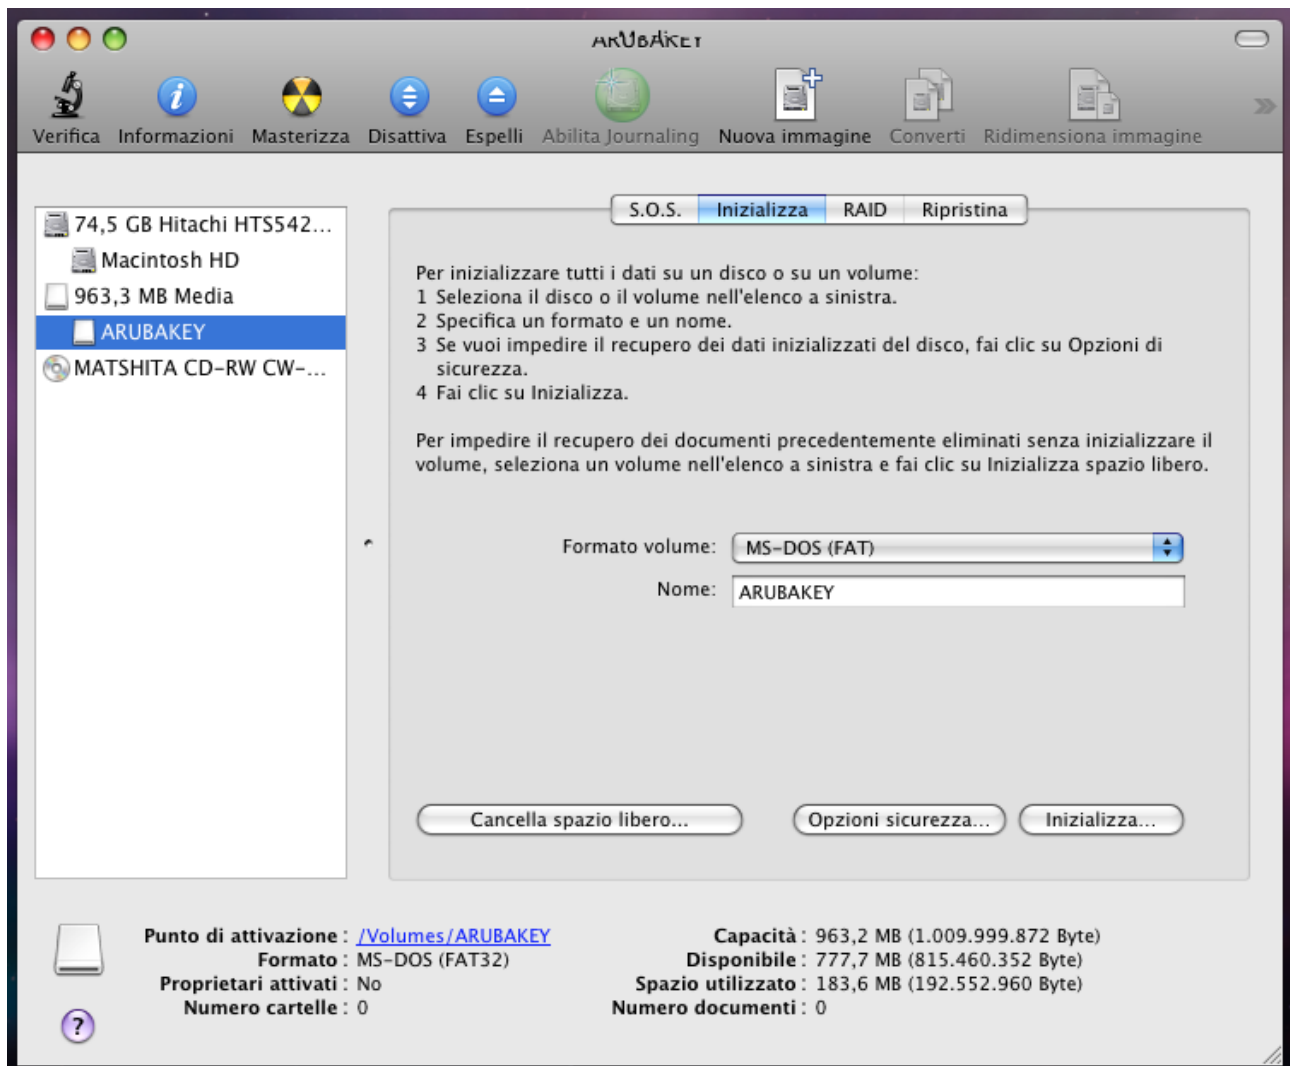 ARUBAKEY
Verifica Informazioni Masterizza Disattiva Espelli Abilita Journaling Nuova immagine Converti Ridimensiona immagine
74,5 GB Hitachi HTS542...
Macintosh HD
963,3 MB Media
ARUBAKEY
MATSHITA CD-RW CW-...
S.O.S. Inizializza RAID Ripristina
Per inizializzare tutti i dati su un disco o su un volume:
1 Seleziona il disco o il volume nell'elenco a sinistra.
2 Specifica un formato e un nome.
3 Se vuoi impedire il recupero dei dati inizializzati del disco, fai clic su Opzioni di
sicurezza.
4 Fai clic su Inizializza.
Per impedire il recupero dei documenti precedentemente eliminati senza inizializzare il
volume, seleziona un volume nell'elenco a sinistra e fai clic su Inizializza spazio libero.
Formato volume: MS-DOS (FAT)
Nome: ARUBAKEY
Cancella spazio libero... Opzioni sicurezza... Inizializza...
Punto di attivazione : /Volumes/ARUBAKEY
Formato : MS-DOS (FAT32)
Proprietari attivati : No
Numero cartelle : 0
Capacità : 963,2 MB (1.009.999.872 Byte)
Disponibile : 777,7 MB (815.460.352 Byte)
Spazio utilizzato : 183,6 MB (192.552.960 Byte)
Numero documenti : 0
?